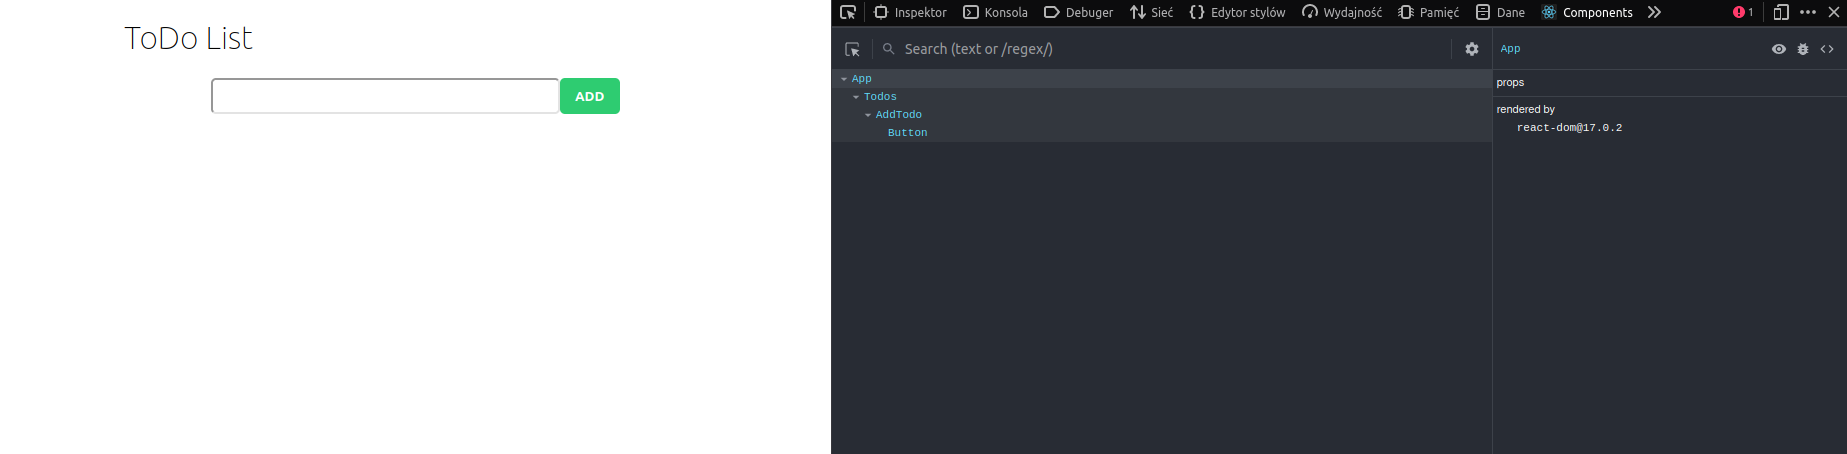 ToDo List
ADD
Inspektor Konsola Debuger Sieć Edytor stylów Wydajność Pamięć Dane Components 1
Search (text or /regex/)
App
Todos
AddTodo
Button
App
props
rendered by
react-dom@17.0.2